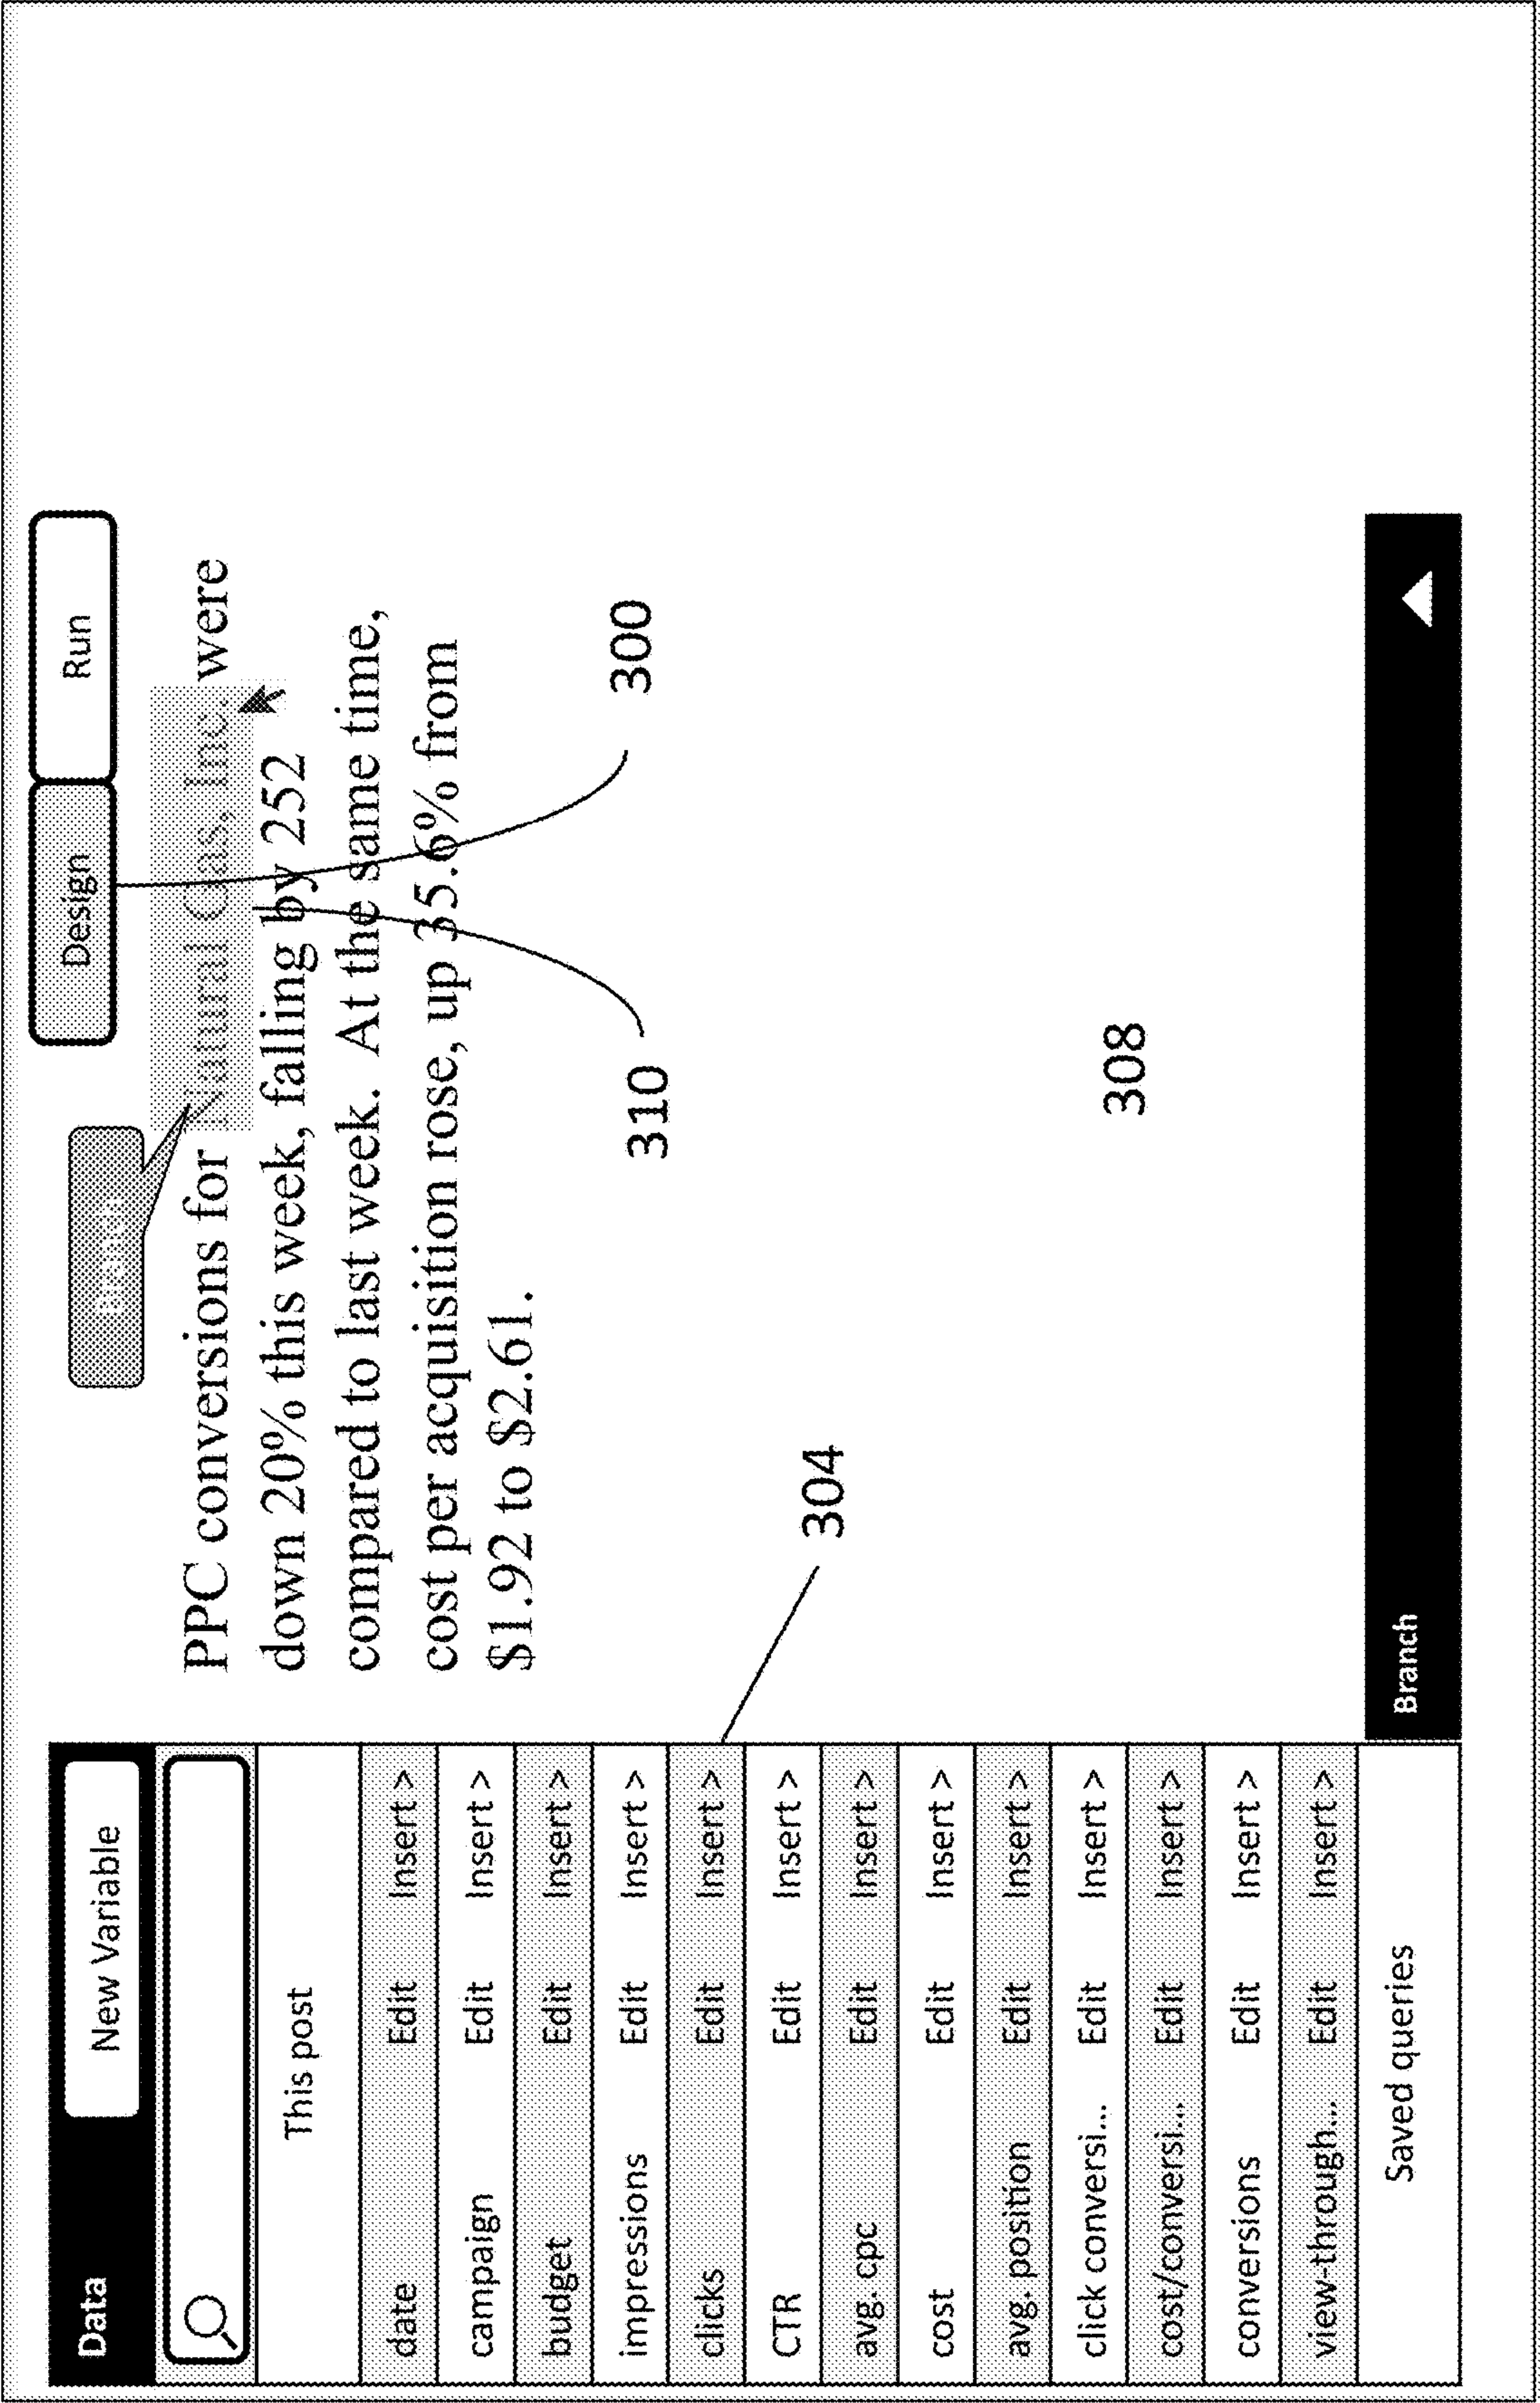 Data New Variable
This post
date Edit Insert >
campaign Edit Insert >
budget Edit Insert >
impressions Edit Insert >
clicks Edit Insert >
CTR Edit Insert >
avg. cpc Edit Insert >
cost Edit Insert >
avg. position Edit Insert >
click conversi... Edit Insert >
cost/conversi... Edit Insert >
conversions Edit Insert >
view-through... Edit Insert >
Saved queries
Design Run
PPC conversions for Natural Gas, Inc. were
down 20% this week, falling by 252
compared to last week. At the same time,
cost per acquisition rose, up 35.6% from
$1.92 to $2.61.
300
310
304
308
Branch